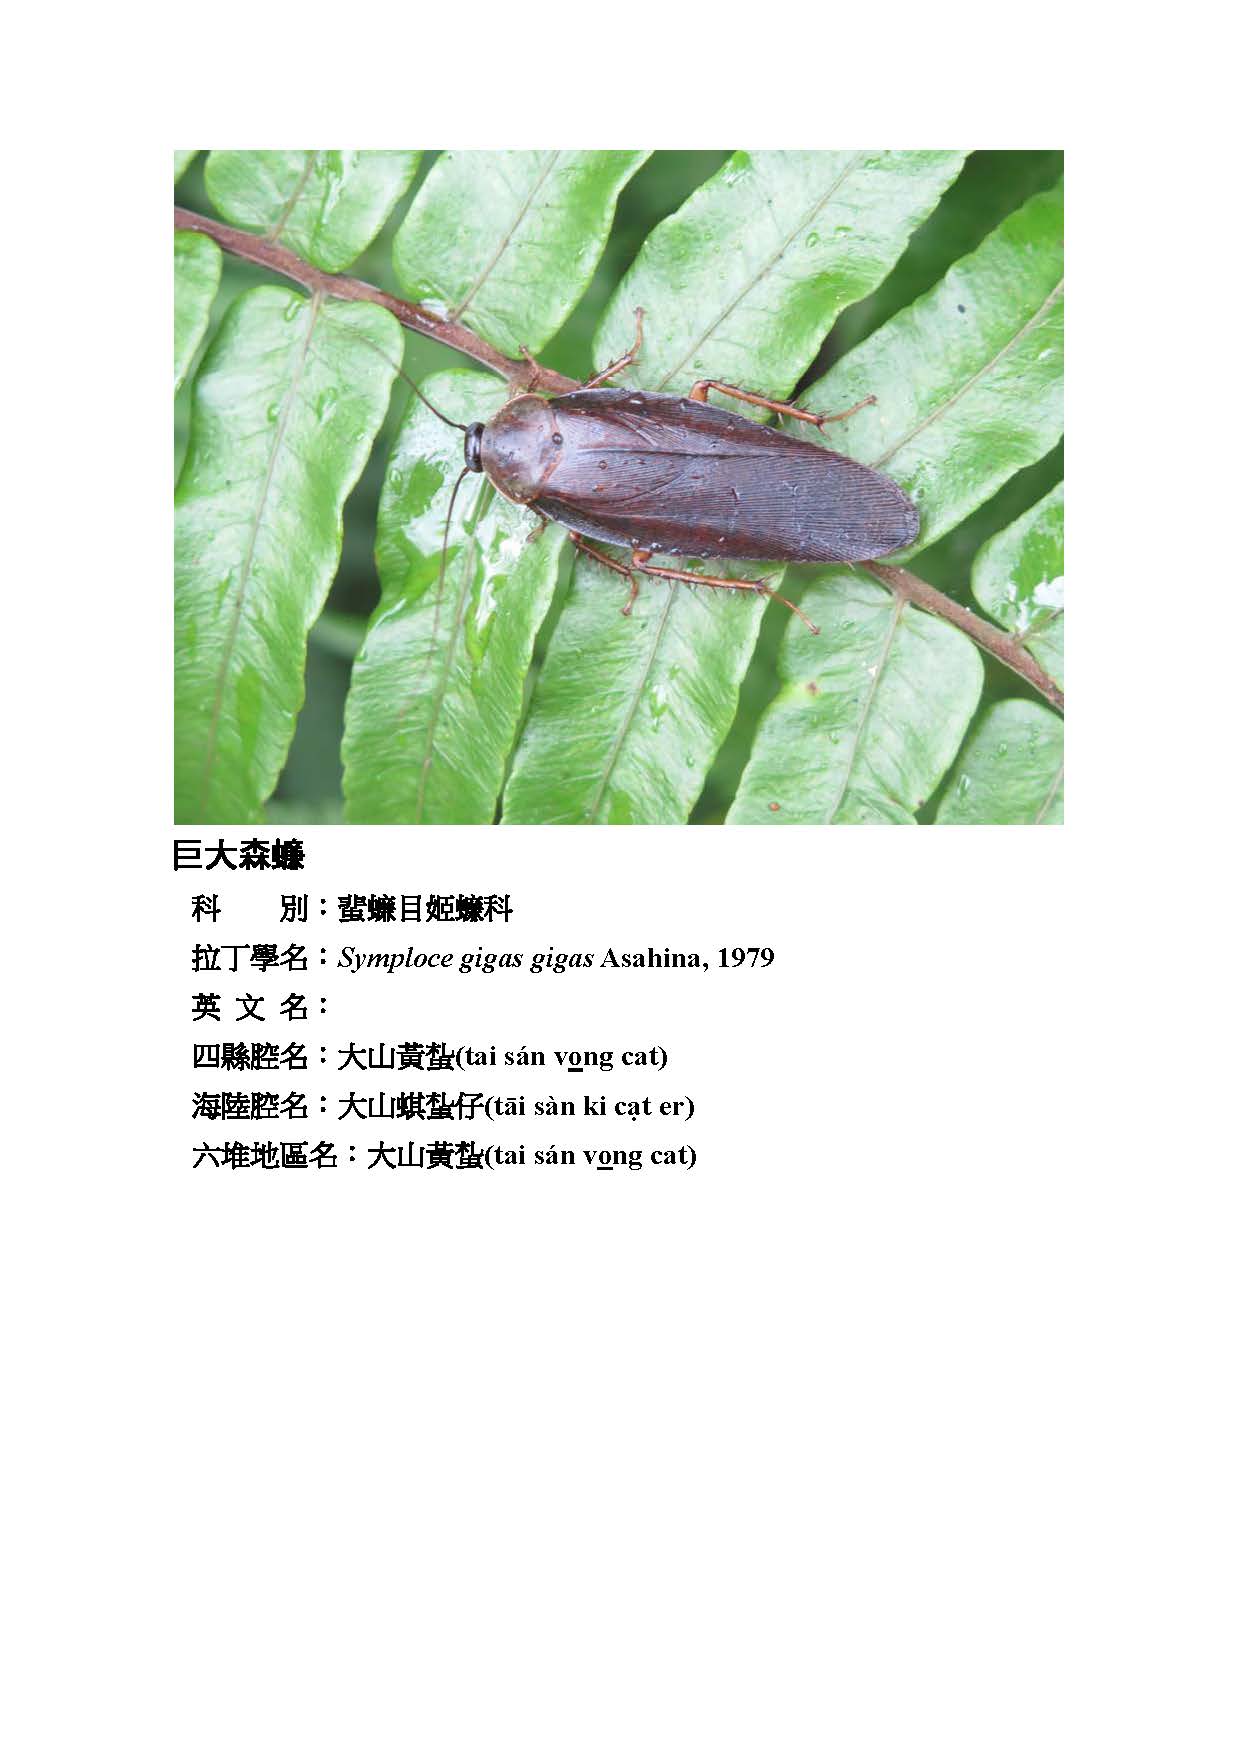 巨大森蠊
科　　別：蜚蠊目姬蠊科
拉丁學名：Symploce gigas gigas Asahina, 1979
英 文 名：
四縣腔名：大山黃蚻(tai sán vo̲ng cat)
海陸腔名：大山蜞蚻仔(tāi sàn ki cạt er)
六堆地區名：大山黃蚻(tai sán vo̲ng cat)